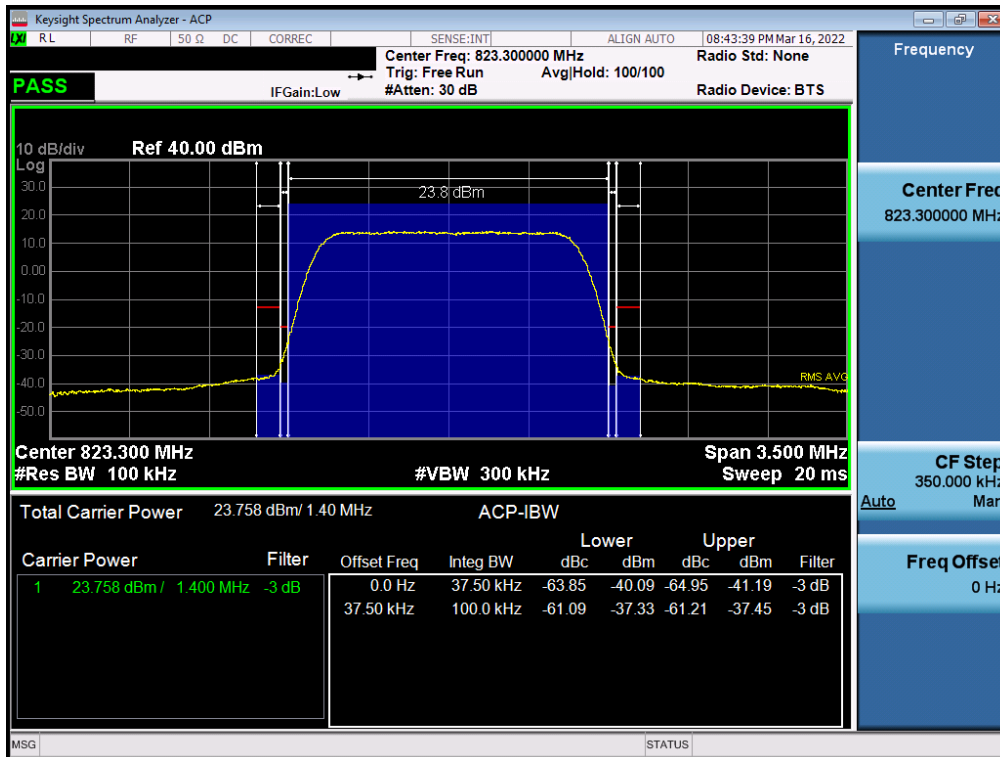 Keysight Spectrum Analyzer - ACP
LXI RL RF 50 Ω DC CORREC SENSE:INT ALIGN AUTO 08:43:39 PM Mar 16, 2022
Center Freq: 823.300000 MHz Radio Std: None
Trig: Free Run Avg|Hold: 100/100
PASS IFGain:Low #Atten: 30 dB Radio Device: BTS
10 dB/div Ref 40.00 dBm
Log
30.0
23.8 dBm
20.0
10.0
0.00
-10.0
-20.0
-30.0
-40.0
RMS AVG
-50.0
Center 823.300 MHz Span 3.500 MHz
#Res BW 100 kHz #VBW 300 kHz Sweep 20 ms
Total Carrier Power 23.758 dBm/ 1.40 MHz ACP-IBW
Lower Upper
Carrier Power Filter Offset Freq Integ BW dBc dBm dBc dBm Filter
1 23.758 dBm / 1.400 MHz -3 dB 0.0 Hz 37.50 kHz -63.85 -40.09 -64.95 -41.19 -3 dB
37.50 kHz 100.0 kHz -61.09 -37.33 -61.21 -37.45 -3 dB
MSG STATUS
Frequency
Center Freq
823.300000 MHz
CF Step
350.000 kHz
Auto Man
Freq Offset
0 Hz